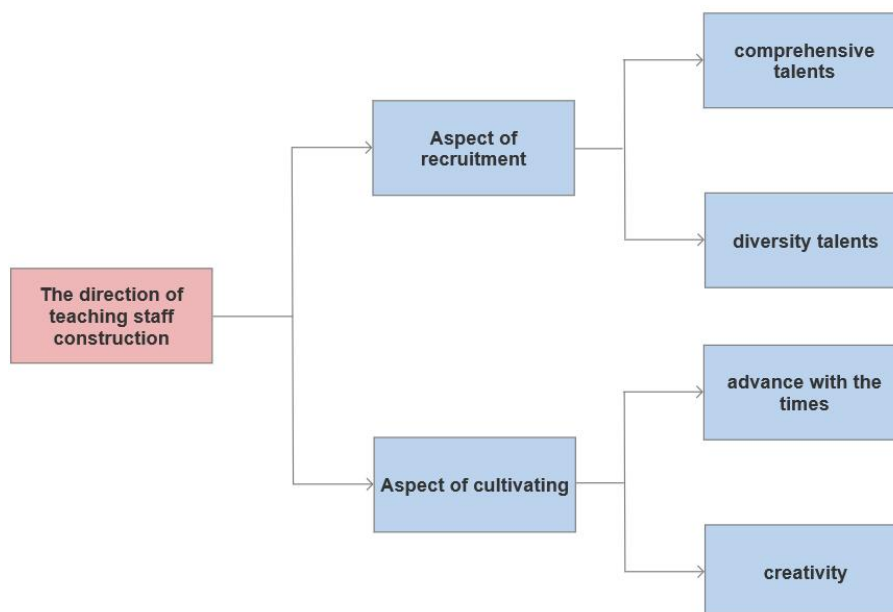 The direction of
teaching staff
construction
Aspect of
recruitment
comprehensive
talents
diversity talents
Aspect of cultivating
advance with the
times
creativity